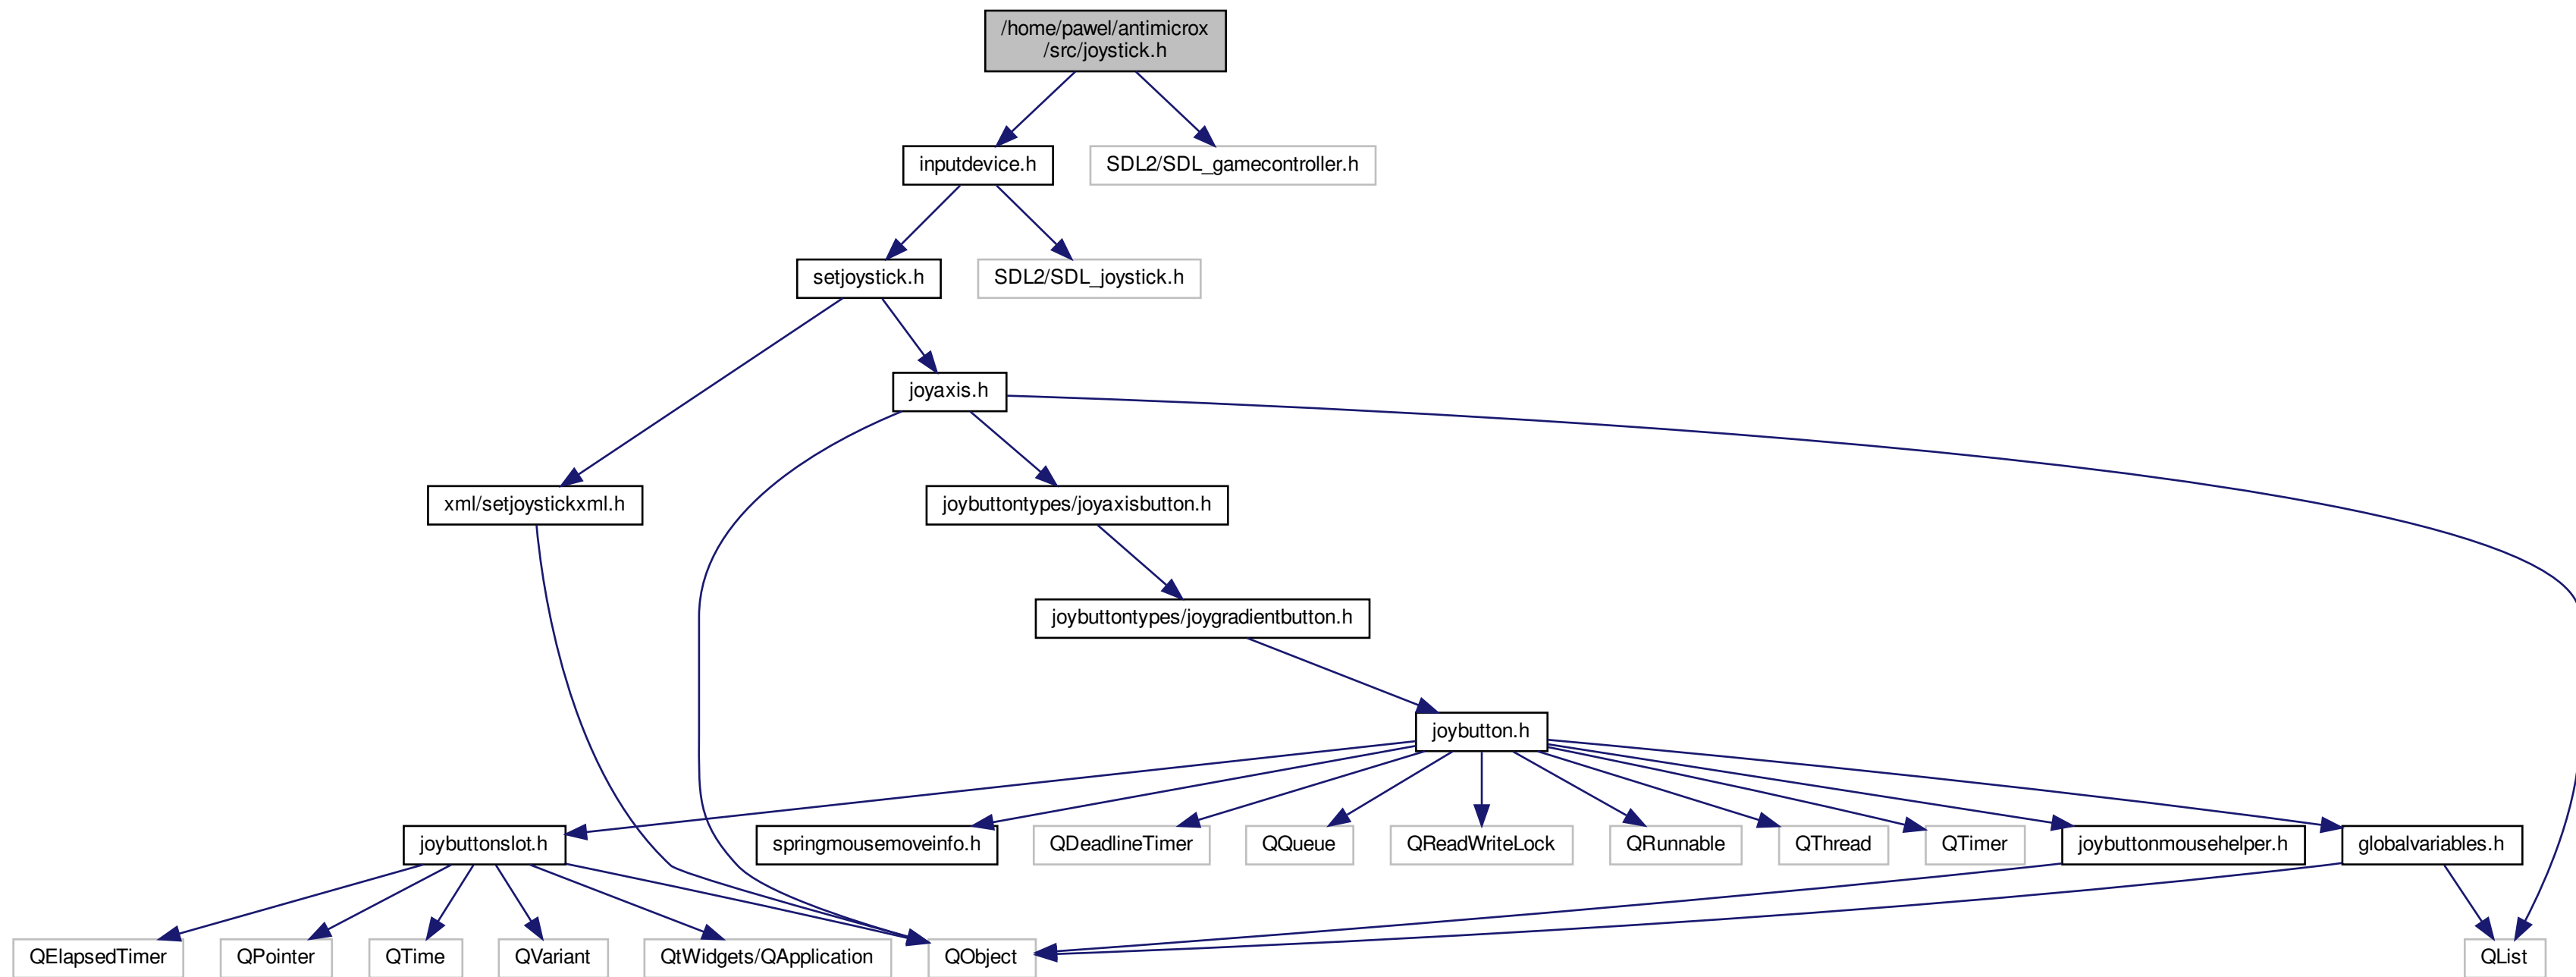 /home/pawel/antimicrox
/src/joystick.h
inputdevice.h
SDL2/SDL_gamecontroller.h
setjoystick.h
SDL2/SDL_joystick.h
joyaxis.h
xml/setjoystickxml.h
joybuttontypes/joyaxisbutton.h
joybuttontypes/joygradientbutton.h
joybutton.h
joybuttonslot.h
springmousemoveinfo.h
QDeadlineTimer
QQueue
QReadWriteLock
QRunnable
QThread
QTimer
joybuttonmousehelper.h
globalvariables.h
QElapsedTimer
QPointer
QTime
QVariant
QtWidgets/QApplication
QObject
QList